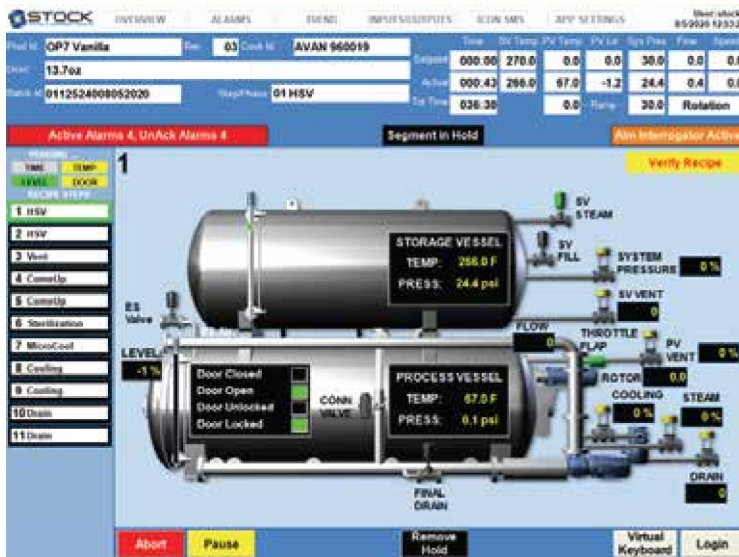 STOCK OVERVIEW ALARMS TREND INPUTS/OUTPUTS ICON SMS APP SETTINGS User: stock
Prod Id: OP7 Vanilla Rev 03 Cook Id: AVAN 960019
Time SV Temp PV Temp PV Lvl Sys Pres Flow Speed
Setpoint 000:00 270.0 0.0 0.0 30.0 0.0 0.0
13.7oz
Actual 000:43 266.0 67.0 -1.2 24.4 0.4 0.0
Batch Id: 0112524008052020 Step/Phase: 01 HSV
Tot Time 036:30 0.0 Ramp 30.0 Rotation
Active Alarms 4, UnAck Alarms 4 Segment in Hold Alm Interrogator Active
TIME TEMP
LEVEL DOOR
RECIPE STEPS
1 HSV
2 HSV
3 Vent
4 ComeUp
5 ComeUp
6 Sterilization
7 MicroCool
8 Cooling
9 Cooling
10 Drain
11 Drain
1
Verify Recipe
SV STEAM
SV FILL
STORAGE VESSEL
TEMP: 266.0 F
PRESS: 24.4 psi
SYSTEM PRESSURE 0 %
SV VENT
0
ES Valve
FLOW
0
THROTTLE FLAP
PV VENT 0 %
LEVEL
-1 %
Door Closed
Door Open
Door Unlocked
Door Locked
CONN VALVE
PROCESS VESSEL
TEMP: 67.0 F
PRESS: 0.1 psi
ROTOR 0.0
COOLING
0 %
STEAM
0 %
DRAIN
0
FINAL DRAIN
Abort Pause Remove Hold Virtual Keyboard Login